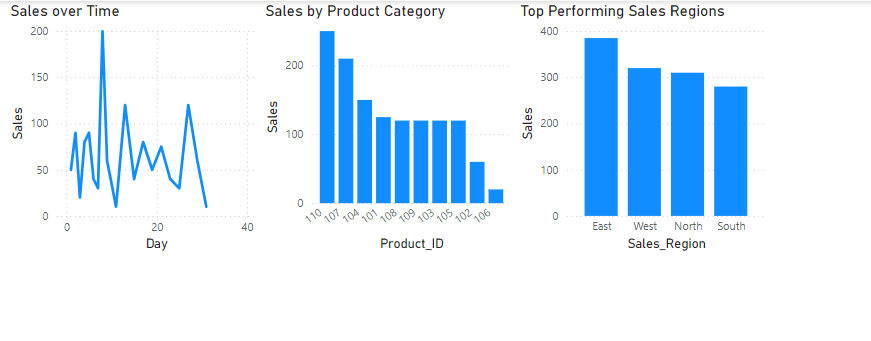 Sales over Time
Sales
200
150
100
50
0
0
20
40
Day
Sales by Product Category
Sales
200
100
0
110
107
104
101
108
109
103
105
102
106
Product_ID
Top Performing Sales Regions
Sales
400
300
200
100
0
East
West
North
South
Sales_Region